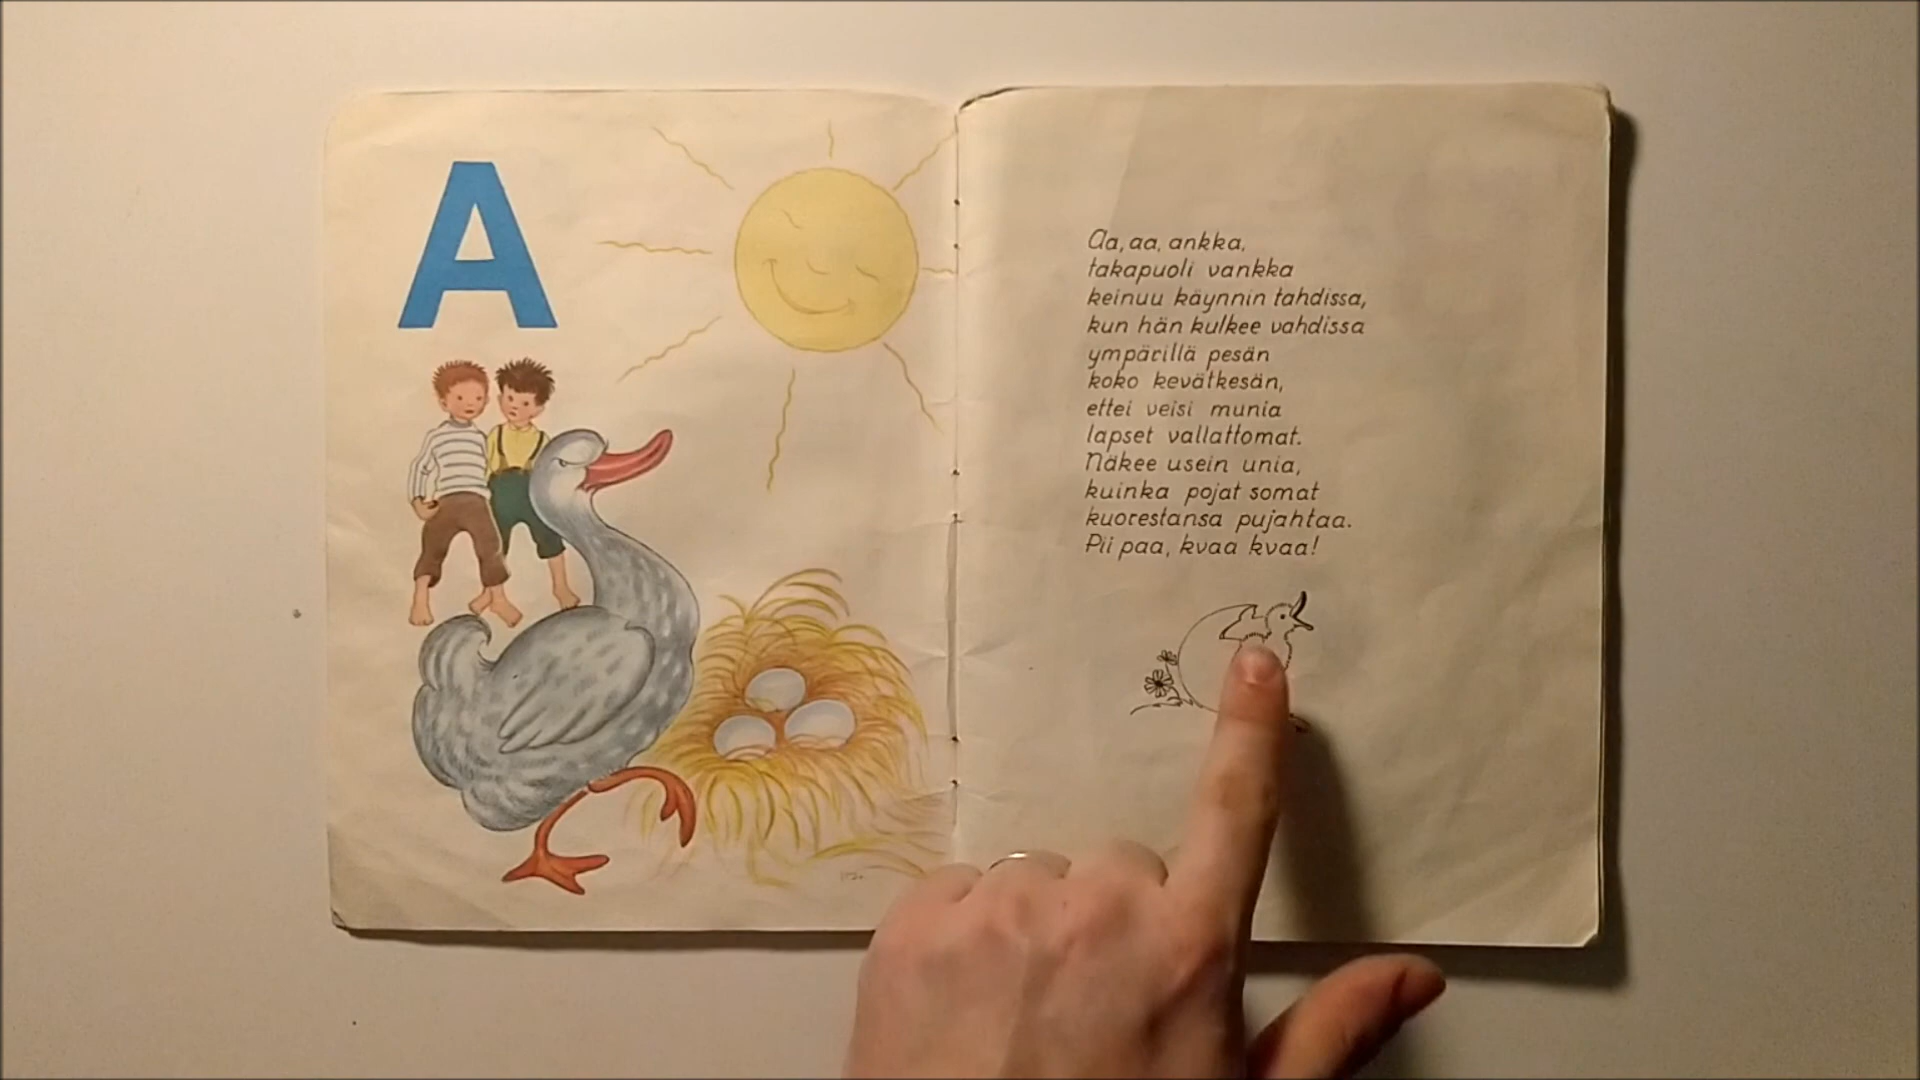 A
Aa, aa, ankka,
takapuoli vankka
keinuu käynnin tahdissa,
kun hän kulkee vahdissa
ympärillä pesän
koko kevätkesän,
ettei veisi munia
lapset vallattomat.
Näkee usein unia,
kuinka pojat somat
kuorestansa pujahtaa.
Pii paa, kvaa kvaa!